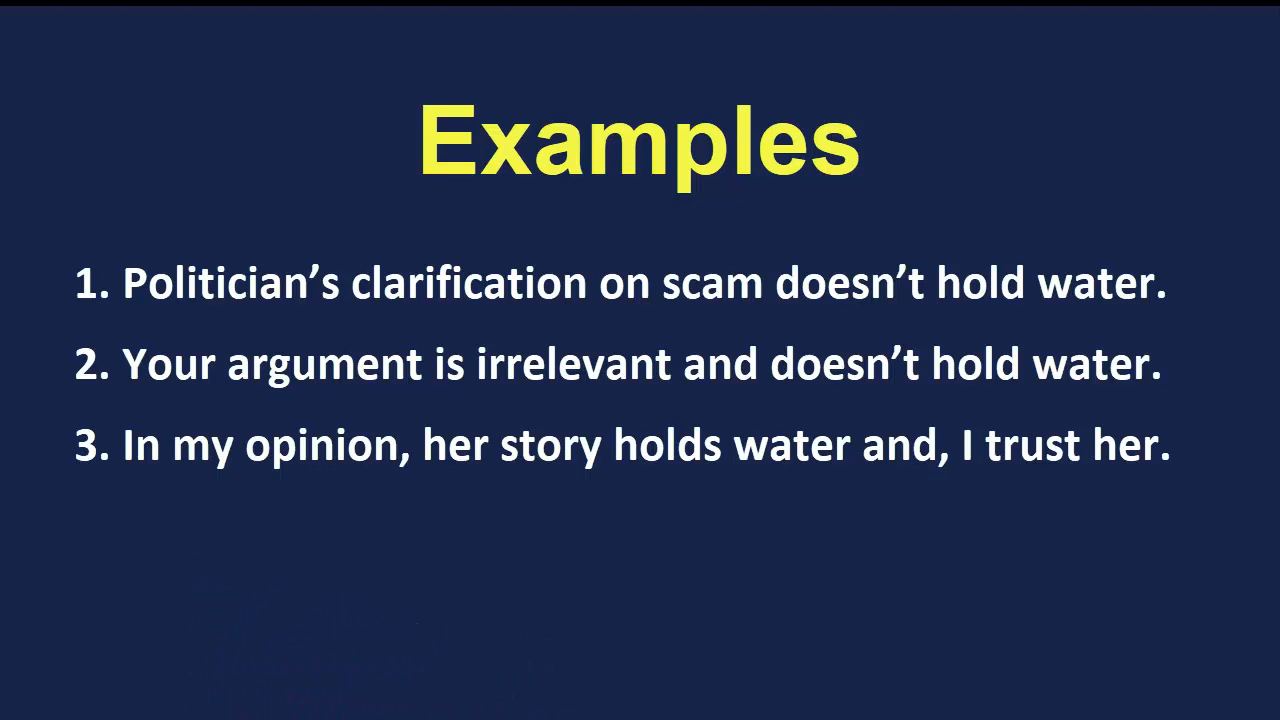 Examples
1. Politician’s clarification on scam doesn’t hold water.
2. Your argument is irrelevant and doesn’t hold water.
3. In my opinion, her story holds water and, I trust her.